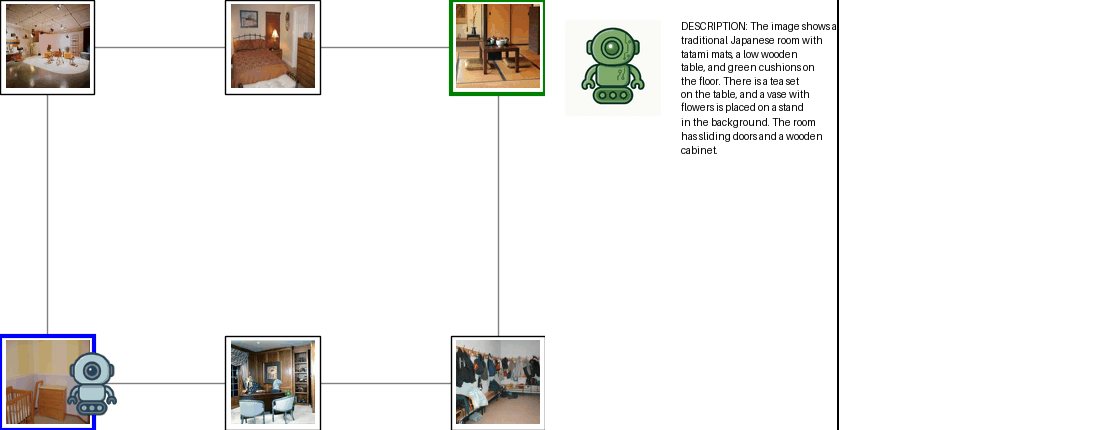 DESCRIPTION: The image shows a
traditional Japanese room with
tatami mats, a low wooden
table, and green cushions on
the floor. There is a tea set
on the table, and a vase with
flowers is placed on a stand
in the background. The room
has sliding doors and a wooden
cabinet.